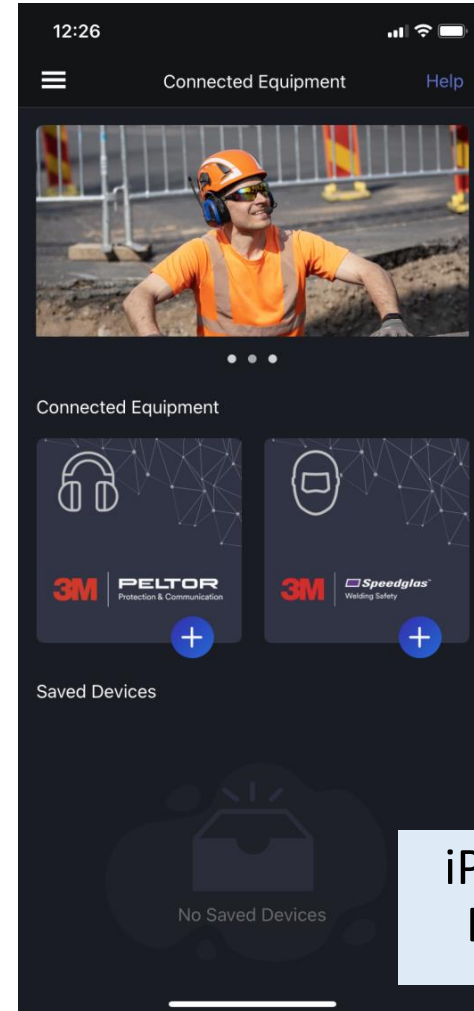 12:26
Connected Equipment Help
Connected Equipment
3M PELTOR
Protection & Communication
3M Speedglas™
Welding Safety
Saved Devices
No Saved Devices